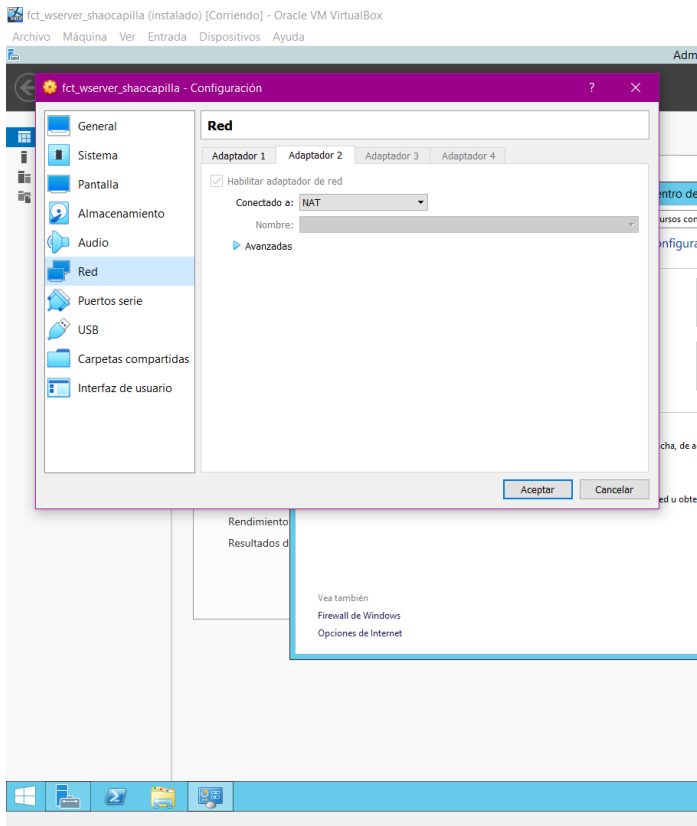 fct_wserver_shaocapilla (instalado) [Corriendo] - Oracle VM VirtualBox
Archivo Máquina Ver Entrada Dispositivos Ayuda
Adm
fct_wserver_shaocapilla - Configuración ? ×
General
Sistema
Pantalla
Almacenamiento
Audio
Red
Puertos serie
USB
Carpetas compartidas
Interfaz de usuario
Red
Adaptador 1 Adaptador 2 Adaptador 3 Adaptador 4
Habilitar adaptador de red
Conectado a: NAT
Nombre:
Avanzadas
Aceptar Cancelar
entro de
ursos con
onfigura
cha, de a
ed u obte
Rendimiento
Resultados d
Vea también
Firewall de Windows
Opciones de Internet